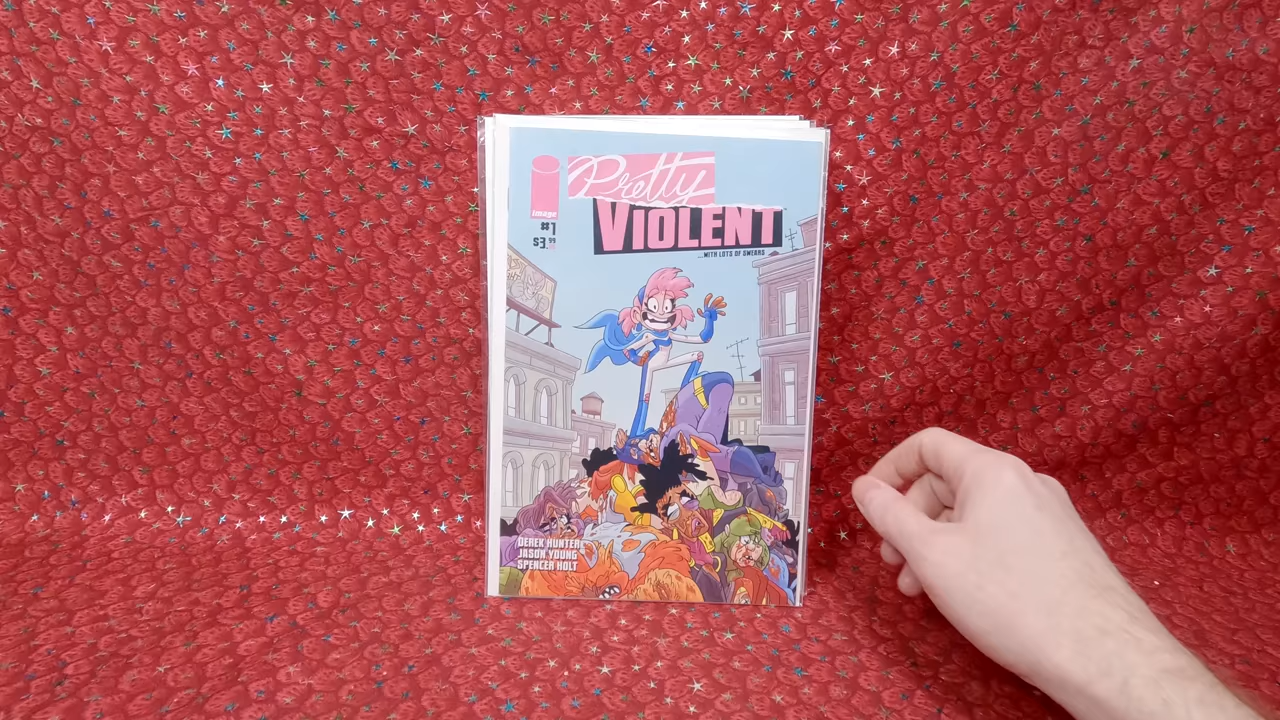 Pretty
VIOLENT
...WITH LOTS OF SWEARS
image
#1
$3.99
DEREK HUNTER
JASON YOUNG
SPENCER HOLT